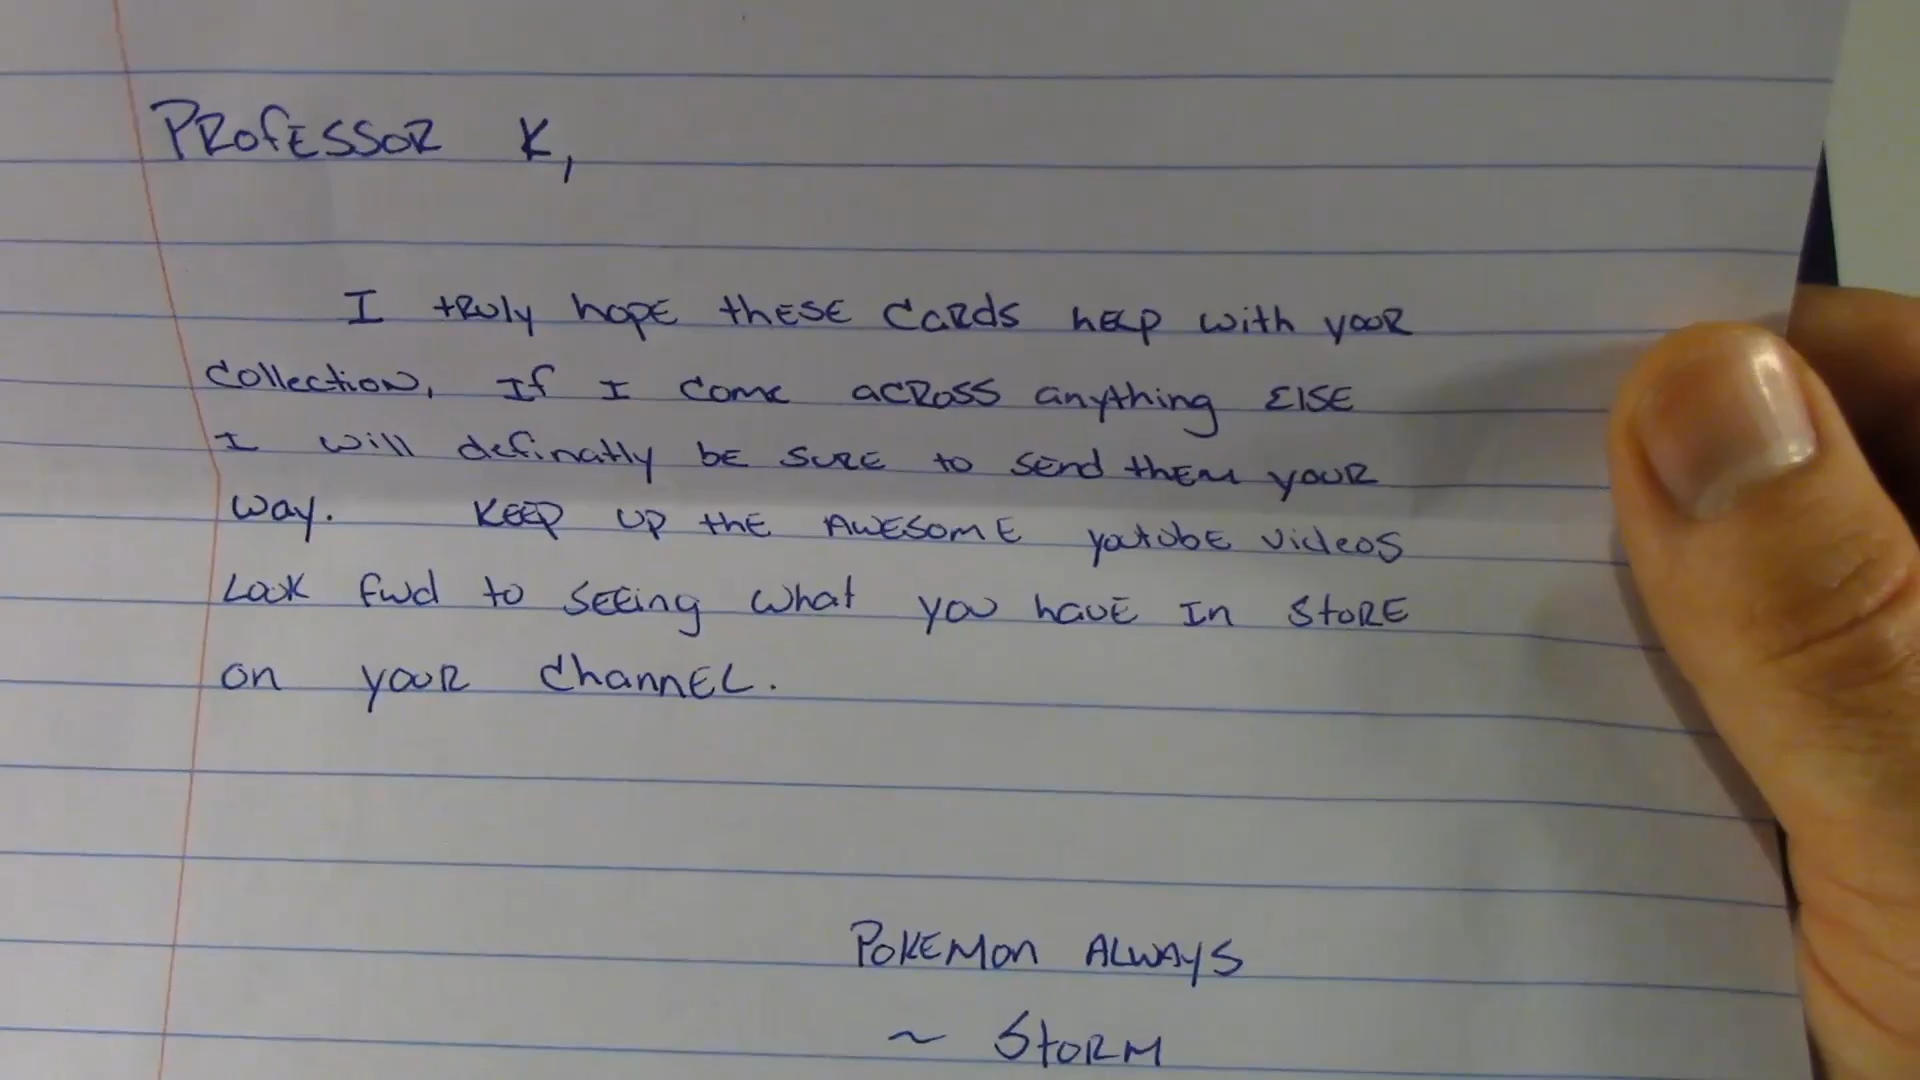 PROfESSOR K,
I tRuly hopE thESE CaRds hElp with youR
Collection, If I come acRoss anything ElSE
I will definatly bE SuRE to Send thEm youR
way. KEEp up thE AWESomE youtubE VidEos
Look fwd to SEEing what you havE In StoRE
on youR ChannEL.
PoKEMon ALWAyS
~ StoRM